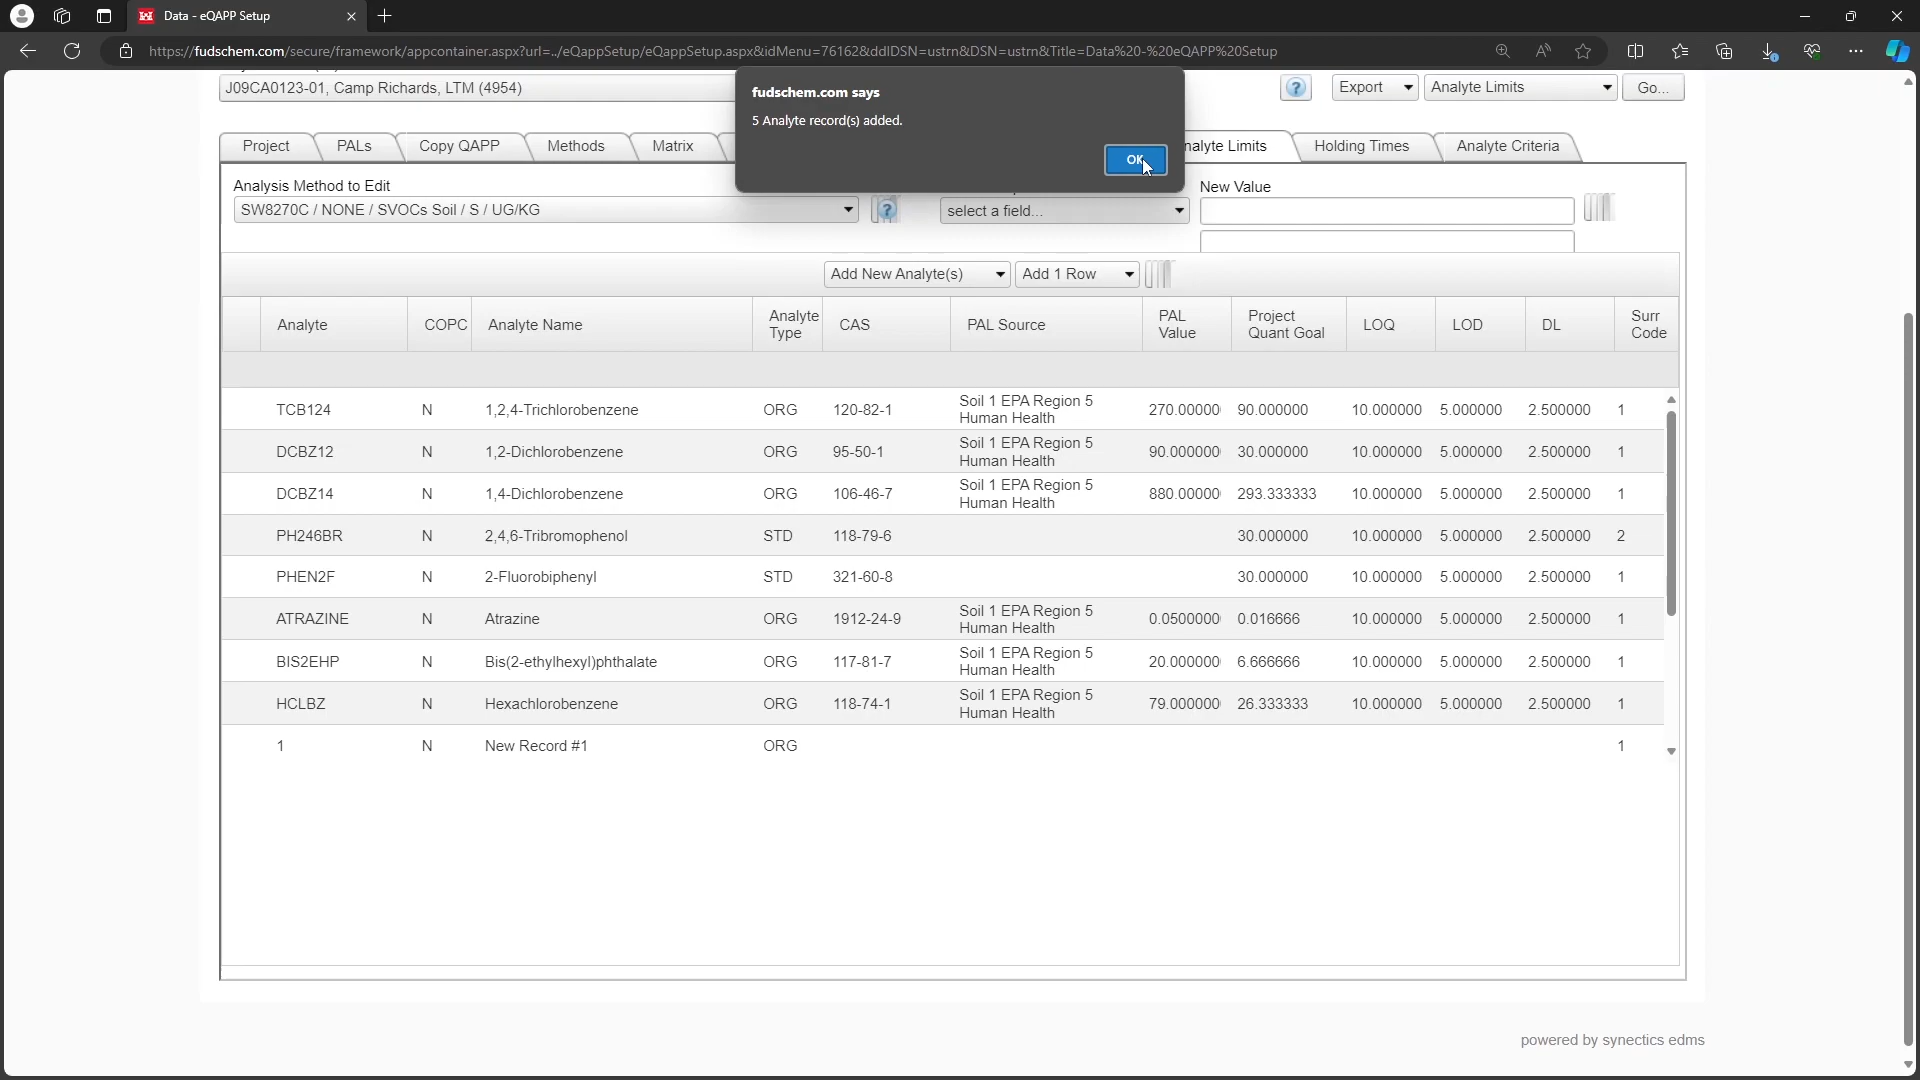 Data - eQAPP Setup
https://fudschem.com/secure/framework/appcontainer.aspx?url=../eQappSetup/eQappSetup.aspx&idMenu=76162&ddlDSN=ustrn&DSN=ustrn&Title=Data%20-%20eQAPP%20Setup
J09CA0123-01, Camp Richards, LTM (4954)
fudschem.com says
5 Analyte record(s) added.
OK
? Export Analyte Limits Go...
Project PALs Copy QAPP Methods Matrix nalyte Limits Holding Times Analyte Criteria
Analysis Method to Edit New Value
SW8270C / NONE / SVOCs Soil / S / UG/KG ? select a field...
Add New Analyte(s) Add 1 Row
Analyte COPC Analyte Name Analyte Type CAS PAL Source PAL Value Project Quant Goal LOQ LOD DL Surr Code
TCB124 N 1,2,4-Trichlorobenzene ORG 120-82-1 Soil 1 EPA Region 5 Human Health 270.00000 90.000000 10.000000 5.000000 2.500000 1
DCBZ12 N 1,2-Dichlorobenzene ORG 95-50-1 Soil 1 EPA Region 5 Human Health 90.000000 30.000000 10.000000 5.000000 2.500000 1
DCBZ14 N 1,4-Dichlorobenzene ORG 106-46-7 Soil 1 EPA Region 5 Human Health 880.00000 293.333333 10.000000 5.000000 2.500000 1
PH246BR N 2,4,6-Tribromophenol STD 118-79-6 30.000000 10.000000 5.000000 2.500000 2
PHEN2F N 2-Fluorobiphenyl STD 321-60-8 30.000000 10.000000 5.000000 2.500000 1
ATRAZINE N Atrazine ORG 1912-24-9 Soil 1 EPA Region 5 Human Health 0.0500000 0.016666 10.000000 5.000000 2.500000 1
BIS2EHP N Bis(2-ethylhexyl)phthalate ORG 117-81-7 Soil 1 EPA Region 5 Human Health 20.000000 6.666666 10.000000 5.000000 2.500000 1
HCLBZ N Hexachlorobenzene ORG 118-74-1 Soil 1 EPA Region 5 Human Health 79.000000 26.333333 10.000000 5.000000 2.500000 1
1 N New Record #1 ORG 1
powered by synectics edms